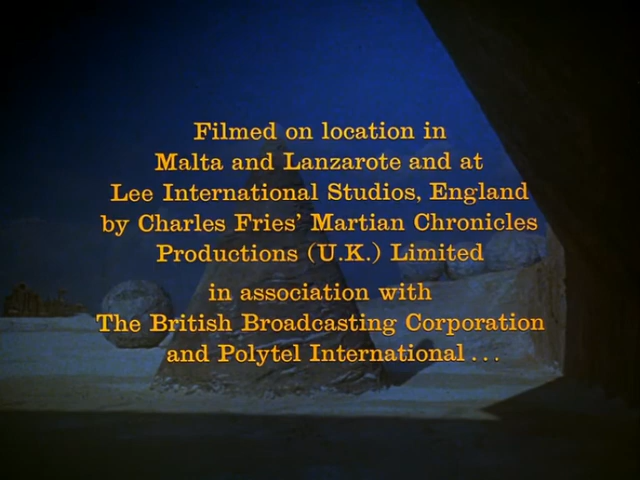 Filmed on location in
Malta and Lanzarote and at
Lee International Studios, England
by Charles Fries' Martian Chronicles
Productions (U.K.) Limited
in association with
The British Broadcasting Corporation
and Polytel International...